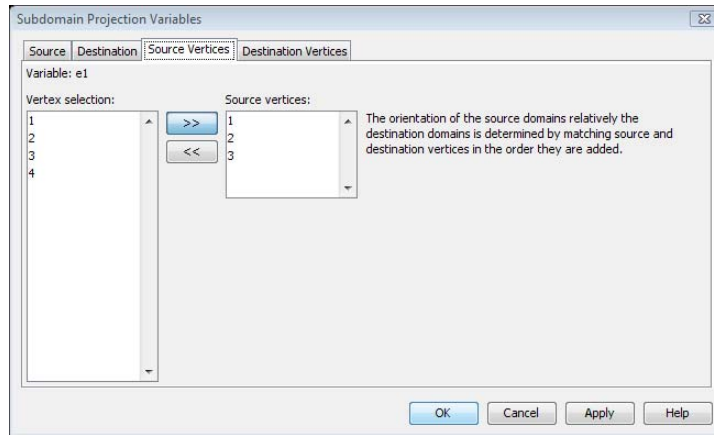 Subdomain Projection Variables
Source
Destination
Source Vertices
Destination Vertices
Variable: e1
Vertex selection:
1
2
3
4
>>
<<
Source vertices:
1
2
3
The orientation of the source domains relatively the
destination domains is determined by matching source and
destination vertices in the order they are added.
OK
Cancel
Apply
Help